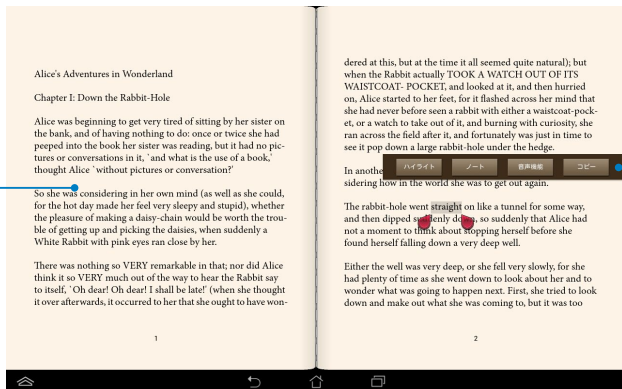 Alice's Adventures in Wonderland
Chapter I: Down the Rabbit-Hole
Alice was beginning to get very tired of sitting by her sister on
the bank, and of having nothing to do: once or twice she had
peeped into the book her sister was reading, but it had no pic-
tures or conversations in it, `and what is the use of a book,'
thought Alice `without pictures or conversation?'
So she was considering in her own mind (as well as she could,
for the hot day made her feel very sleepy and stupid), whether
the pleasure of making a daisy-chain would be worth the trou-
ble of getting up and picking the daisies, when suddenly a
White Rabbit with pink eyes ran close by her.
There was nothing so VERY remarkable in that; nor did Alice
think it so VERY much out of the way to hear the Rabbit say
to itself, `Oh dear! Oh dear! I shall be late!' (when she thought
it over afterwards, it occurred to her that she ought to have won-
1
dered at this, but at the time it all seemed quite natural); but
when the Rabbit actually TOOK A WATCH OUT OF ITS
WAISTCOAT- POCKET, and looked at it, and then hurried
on, Alice started to her feet, for it flashed across her mind that
she had never before seen a rabbit with either a waistcoat-pock-
et, or a watch to take out of it, and burning with curiosity, she
ran across the field after it, and fortunately was just in time to
see it pop down a large rabbit-hole under the hedge.
ハイライト ノート 音声機能 コピー
In anothe
sidering how in the world she was to get out again.
The rabbit-hole went straight on like a tunnel for some way,
and then dipped suddenly down, so suddenly that Alice had
not a moment to think about stopping herself before she
found herself falling down a very deep well.
Either the well was very deep, or she fell very slowly, for she
had plenty of time as she went down to look about her and to
wonder what was going to happen next. First, she tried to look
down and make out what she was coming to, but it was too
2